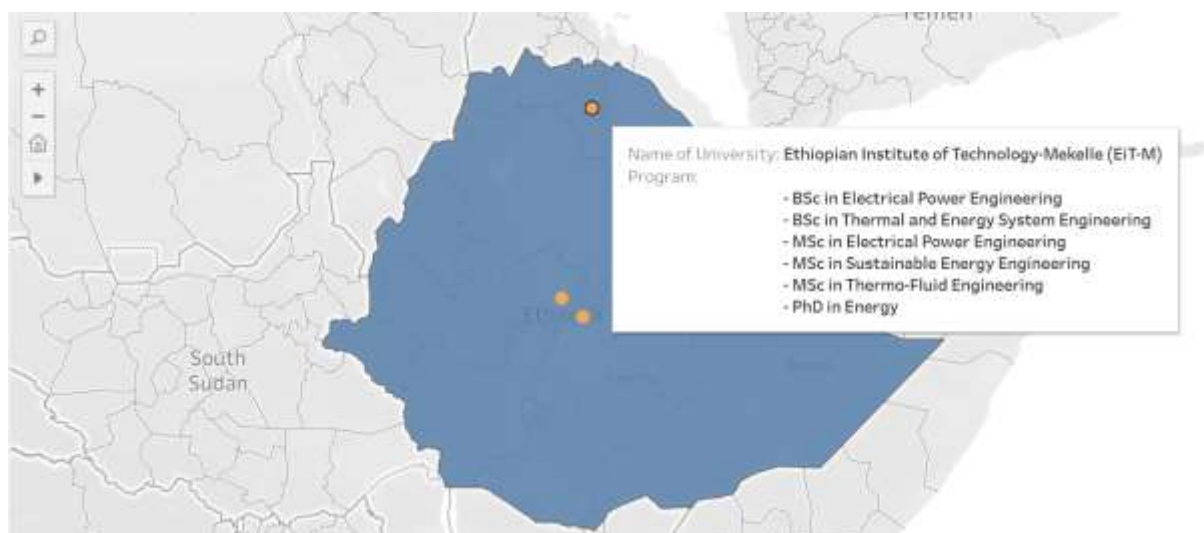 Yemen
Name of University: Ethiopian Institute of Technology-Mekelle (EiT-M)
Program:
- BSc in Electrical Power Engineering
- BSc in Thermal and Energy System Engineering
- MSc in Electrical Power Engineering
- MSc in Sustainable Energy Engineering
- MSc in Thermo-Fluid Engineering
- PhD in Energy
South
Sudan